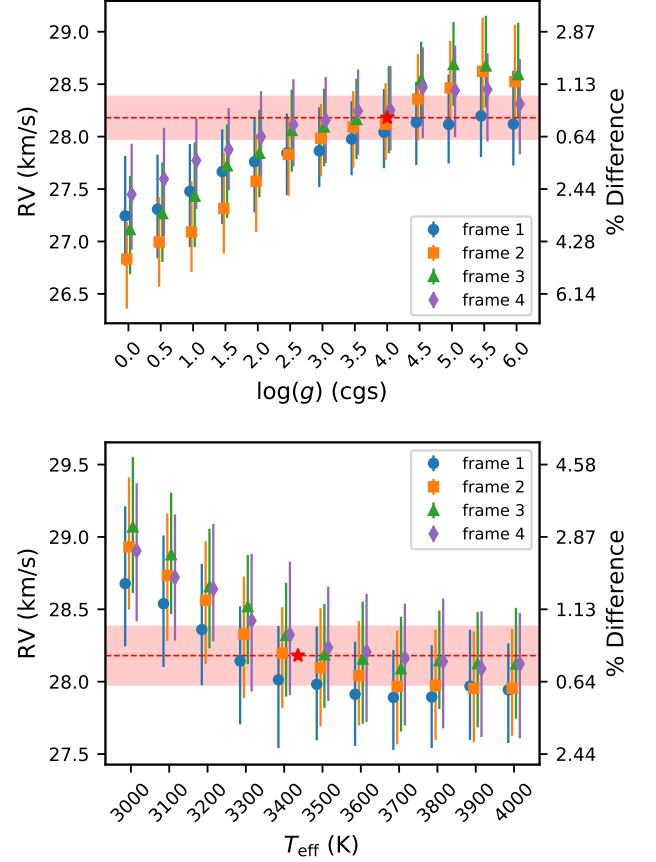 29.0
28.5
28.0
27.5
27.0
26.5
RV (km/s)
2.87
1.13
0.64
2.44
4.28
6.14
% Difference
frame 1
frame 2
frame 3
frame 4
0.0 0.5 1.0 1.5 2.0 2.5 3.0 3.5 4.0 4.5 5.0 5.5 6.0
log(g) (cgs)
29.5
29.0
28.5
28.0
27.5
RV (km/s)
4.58
2.87
1.13
0.64
2.44
% Difference
frame 1
frame 2
frame 3
frame 4
3000 3100 3200 3300 3400 3500 3600 3700 3800 3900 4000
T_eff (K)